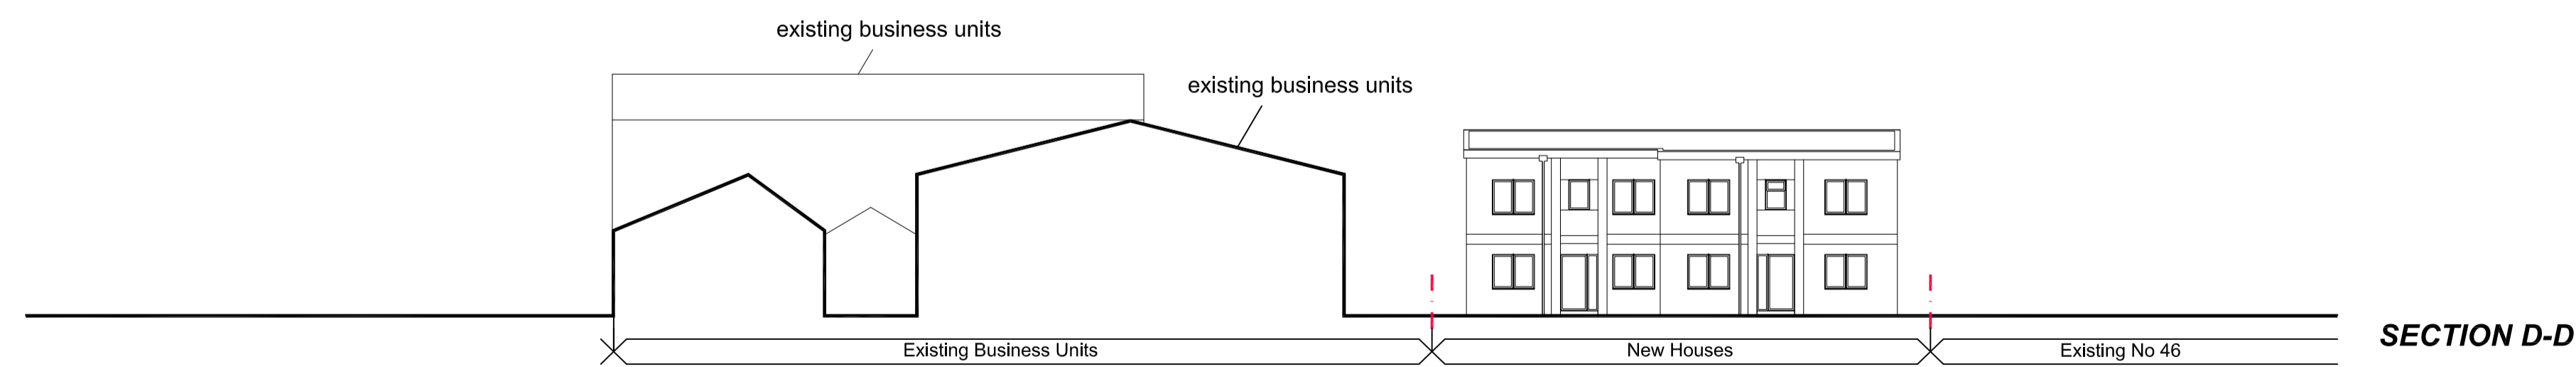 existing business units
existing business units
Existing Business Units
New Houses
Existing No 46
SECTION D-D